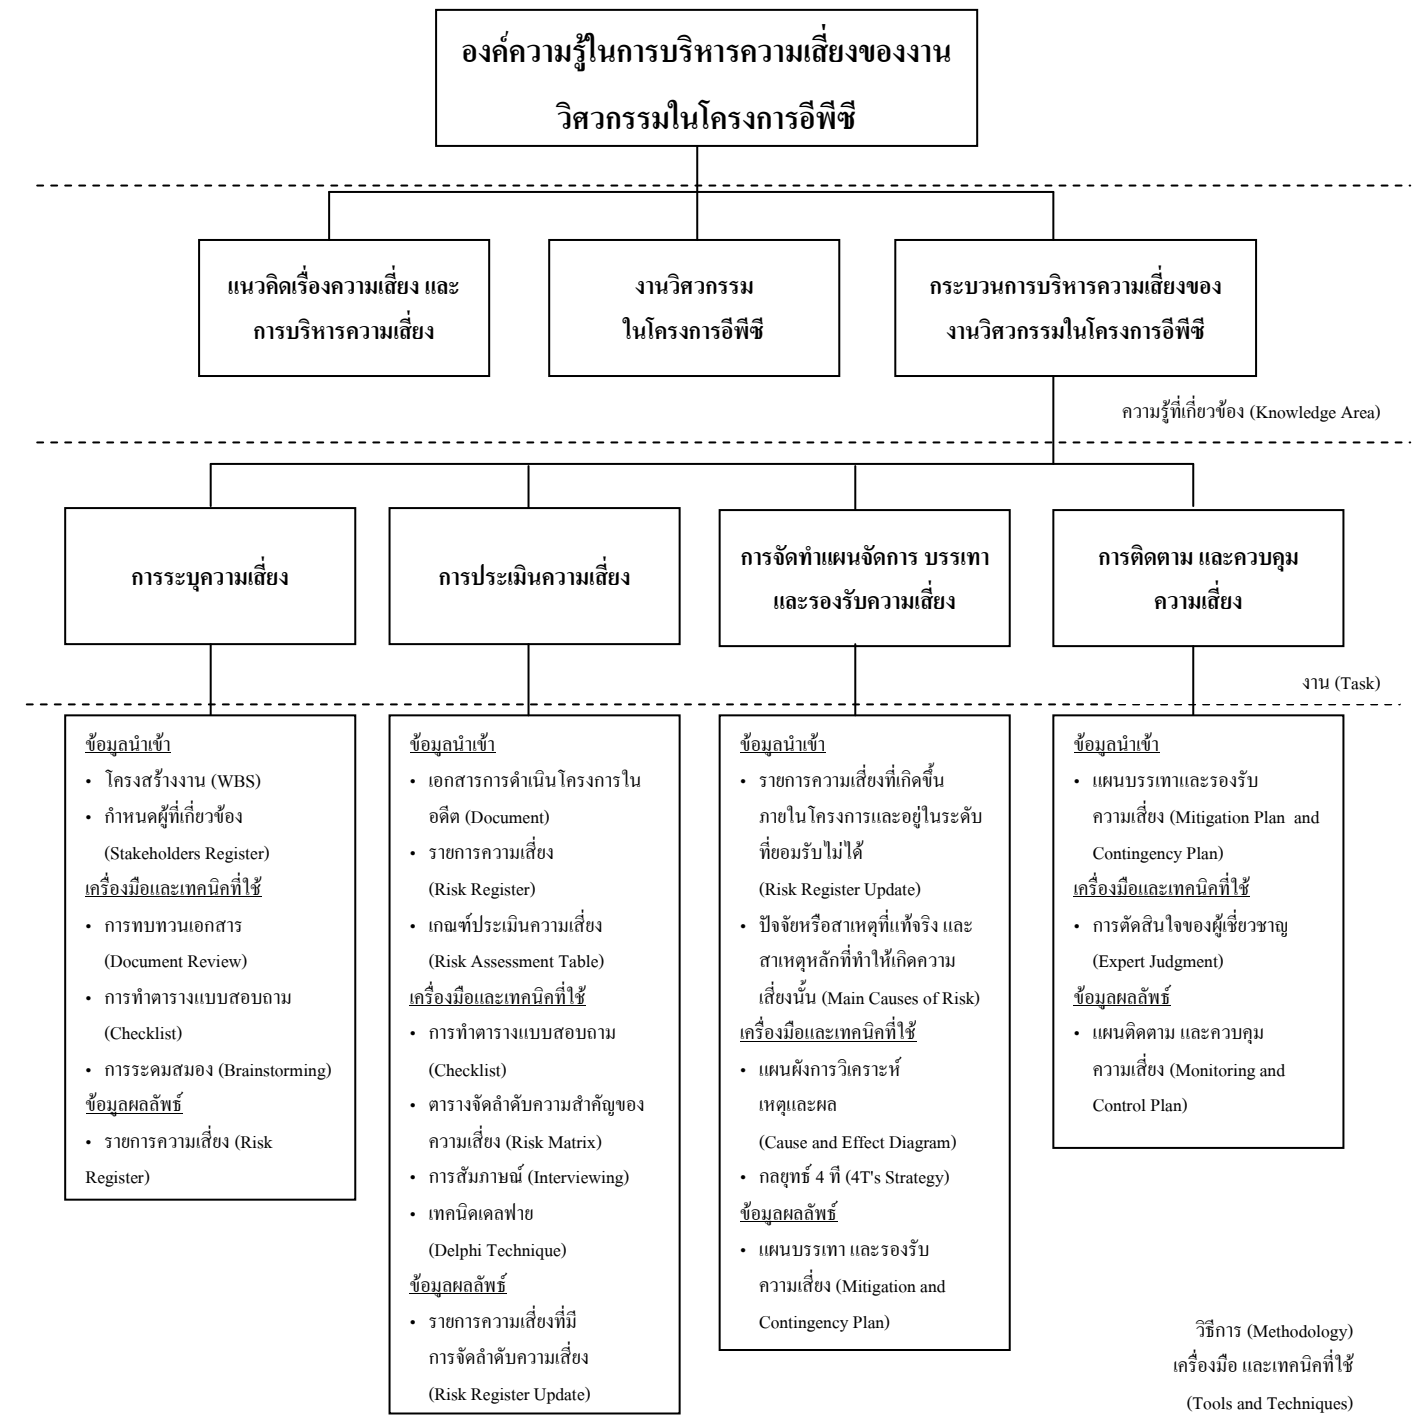 องค์ความรู้ในการบริหารความเสี่ยงของงาน
วิศวกรรมในโครงการอีพีซี
แนวคิดเรื่องความเสี่ยง และ
การบริหารความเสี่ยง
งานวิศวกรรม
ในโครงการอีพีซี
กระบวนการบริหารความเสี่ยงของ
งานวิศวกรรมในโครงการอีพีซี
ความรู้ที่เกี่ยวข้อง (Knowledge Area)
การระบุความเสี่ยง
การประเมินความเสี่ยง
การจัดทำแผนจัดการ บรรเทา
และรองรับความเสี่ยง
การติดตาม และควบคุม
ความเสี่ยง
งาน (Task)
ข้อมูลนำเข้า
• โครงสร้างงาน (WBS)
• กำหนดผู้ที่เกี่ยวข้อง
(Stakeholders Register)
เครื่องมือและเทคนิคที่ใช้
• การทบทวนเอกสาร
(Document Review)
• การทำตารางแบบสอบถาม
(Checklist)
• การระดมสมอง (Brainstorming)
ข้อมูลผลลัพธ์
• รายการความเสี่ยง (Risk
Register)
ข้อมูลนำเข้า
• เอกสารการดำเนินโครงการใน
อดีต (Document)
• รายการความเสี่ยง
(Risk Register)
• เกณฑ์ประเมินความเสี่ยง
(Risk Assessment Table)
เครื่องมือและเทคนิคที่ใช้
• การทำตารางแบบสอบถาม
(Checklist)
• ตารางจัดลำดับความสำคัญของ
ความเสี่ยง (Risk Matrix)
• การสัมภาษณ์ (Interviewing)
• เทคนิคเดลฟาย
(Delphi Technique)
ข้อมูลผลลัพธ์
• รายการความเสี่ยงที่มี
การจัดลำดับความเสี่ยง
(Risk Register Update)
ข้อมูลนำเข้า
• รายการความเสี่ยงที่เกิดขึ้น
ภายในโครงการและอยู่ในระดับ
ที่ยอมรับไม่ได้
(Risk Register Update)
• ปัจจัยหรือสาเหตุที่แท้จริง และ
สาเหตุหลักที่ทำให้เกิดความ
เสี่ยงนั้น (Main Causes of Risk)
เครื่องมือและเทคนิคที่ใช้
• แผนผังการวิเคราะห์
เหตุและผล
(Cause and Effect Diagram)
• กลยุทธ์ 4 ที (4T's Strategy)
ข้อมูลผลลัพธ์
• แผนบรรเทา และรองรับ
ความเสี่ยง (Mitigation and
Contingency Plan)
ข้อมูลนำเข้า
• แผนบรรเทาและรองรับ
ความเสี่ยง (Mitigation Plan and
Contingency Plan)
เครื่องมือและเทคนิคที่ใช้
• การตัดสินใจของผู้เชี่ยวชาญ
(Expert Judgment)
ข้อมูลผลลัพธ์
• แผนติดตาม และควบคุม
ความเสี่ยง (Monitoring and
Control Plan)
วิธีการ (Methodology)
เครื่องมือ และเทคนิคที่ใช้
(Tools and Techniques)